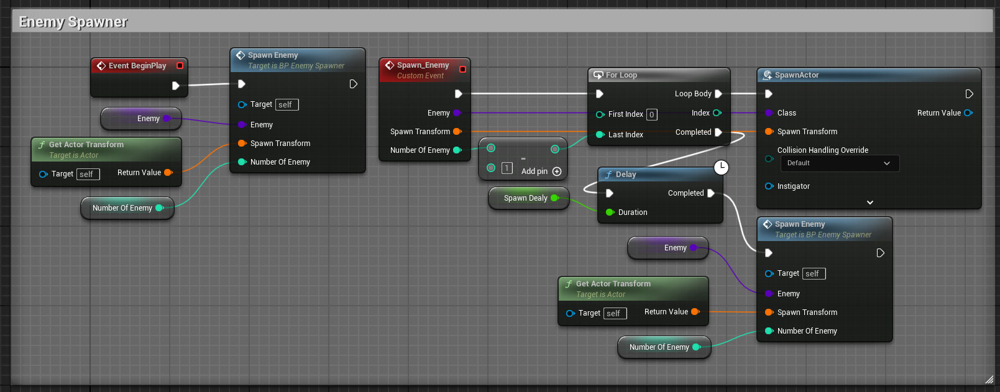 Enemy Spawner
Event BeginPlay
Enemy
Get Actor Transform
Target is Actor
Target self
Return Value
Number Of Enemy
Spawn Enemy
Target is BP Enemy Spawner
Target self
Enemy
Spawn Transform
Number Of Enemy
Spawn_Enemy
Custom Event
Enemy
Spawn Transform
Number Of Enemy
-
1
Add pin
Spawn Dealy
For Loop
Loop Body
First Index 0
Index
Last Index
Completed
Delay
Completed
Duration
SpawnActor
Class
Return Value
Spawn Transform
Collision Handling Override
Default
Instigator
Enemy
Get Actor Transform
Target is Actor
Target self
Return Value
Number Of Enemy
Spawn Enemy
Target is BP Enemy Spawner
Target self
Enemy
Spawn Transform
Number Of Enemy